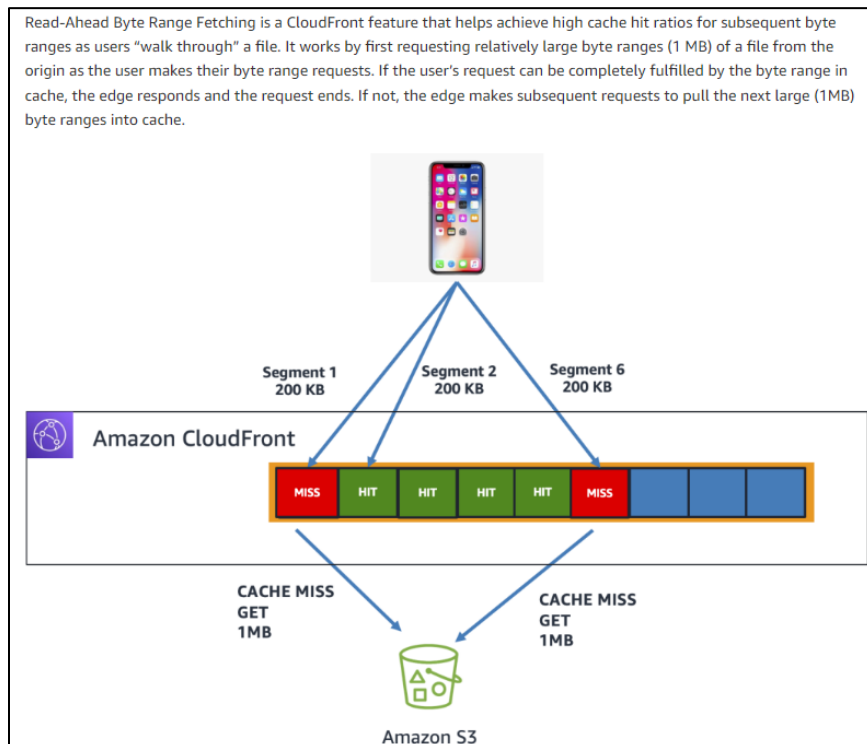 Read-Ahead Byte Range Fetching is a CloudFront feature that helps achieve high cache hit ratios for subsequent byte
ranges as users “walk through” a file. It works by first requesting relatively large byte ranges (1 MB) of a file from the
origin as the user makes their byte range requests. If the user’s request can be completely fulfilled by the byte range in
cache, the edge responds and the request ends. If not, the edge makes subsequent requests to pull the next large (1MB)
byte ranges into cache.
Segment 1
200 KB
Segment 2
200 KB
Segment 6
200 KB
Amazon CloudFront
MISS
HIT
HIT
HIT
HIT
MISS
CACHE MISS
GET
1MB
CACHE MISS
GET
1MB
Amazon S3